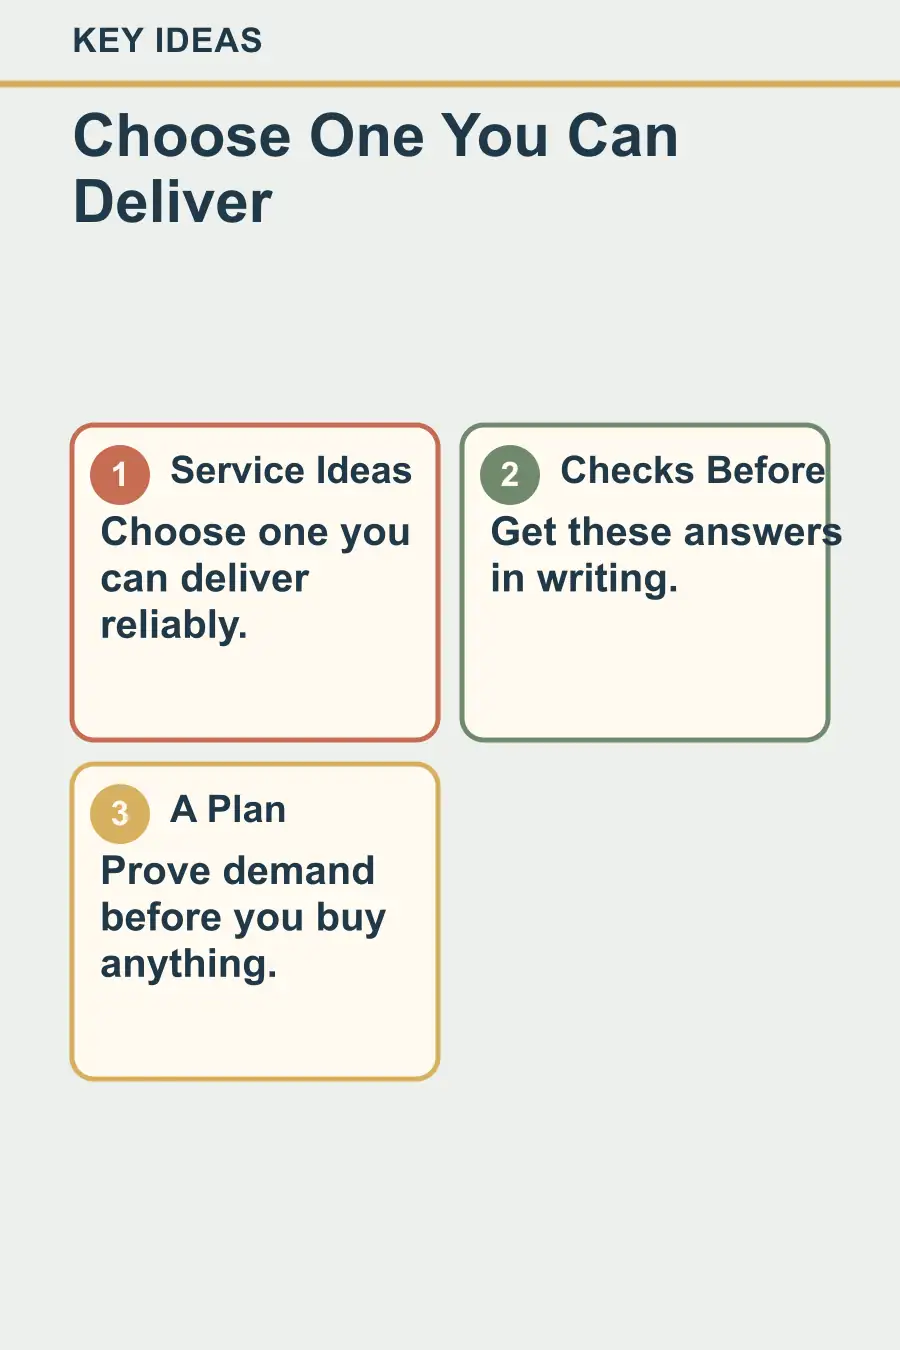 KEY IDEAS
Choose One You Can
Deliver
1 Service Ideas
Choose one you
can deliver
reliably.
2 Checks Before
Get these answers
in writing.
3 A Plan
Prove demand
before you buy
anything.